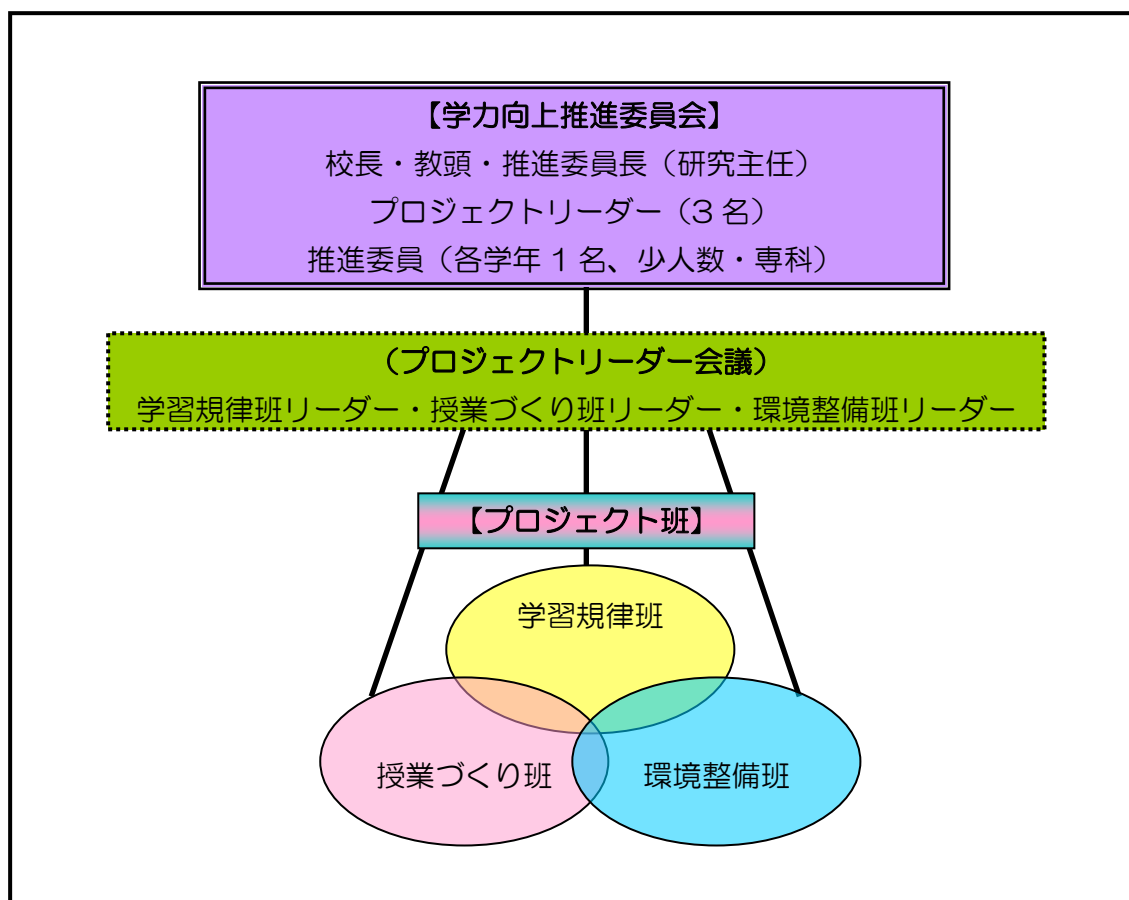 【学力向上推進委員会】
校長・教頭・推進委員長（研究主任）
プロジェクトリーダー（3 名）
推進委員（各学年 1 名、少人数・専科）
（プロジェクトリーダー会議）
学習規律班リーダー・授業づくり班リーダー・環境整備班リーダー
【プロジェクト班】
学習規律班
授業づくり班
環境整備班